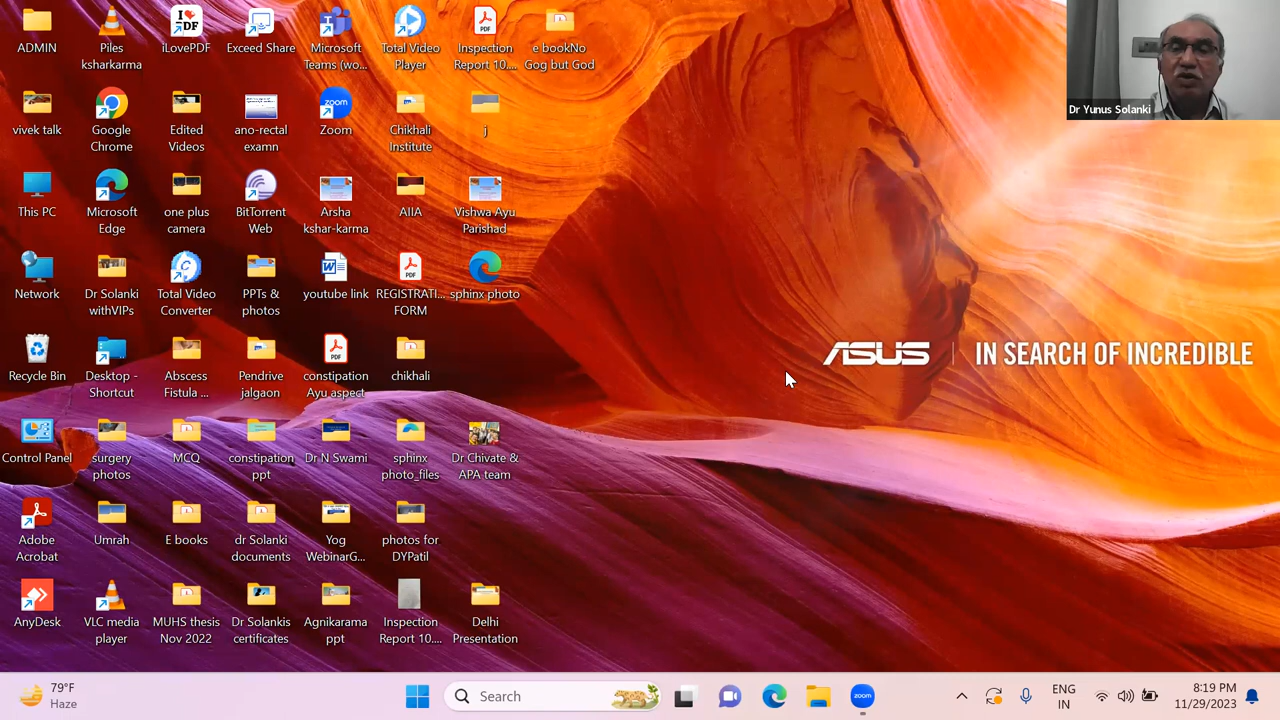 ADMIN
Piles
ksharkarma
iLovePDF
Exceed Share
Microsoft
Teams (wo...
Total Video
Player
Inspection
Report 10....
e bookNo
Gog but God
Dr Yunus Solanki
vivek talk
Google
Chrome
Edited
Videos
ano-rectal
examn
zoom
Zoom
Chikhali
Institute
j
This PC
Microsoft
Edge
one plus
camera
BitTorrent
Web
Arsha
kshar-karma
AIIA
Vishwa Ayu
Parishad
Network
Dr Solanki
withVIPs
Total Video
Converter
PPTs &
photos
youtube link
REGISTRATI...
FORM
sphinx photo
Recycle Bin
Desktop -
Shortcut
Abscess
Fistula ...
Pendrive
jalgaon
constipation
Ayu aspect
chikhali
ASUS
IN SEARCH OF INCREDIBLE
Control Panel
surgery
photos
MCQ
constipation
ppt
Dr N Swami
sphinx
photo_files
Dr Chivate &
APA team
Adobe
Acrobat
Umrah
E books
dr Solanki
documents
Yog
WebinarG...
photos for
DYPatil
AnyDesk
VLC media
player
MUHS thesis
Nov 2022
Dr Solankis
certificates
Agnikarama
ppt
Inspection
Report 10....
Delhi
Presentation
79°F
Haze
Search
zoom
ENG
IN
8:19 PM
11/29/2023